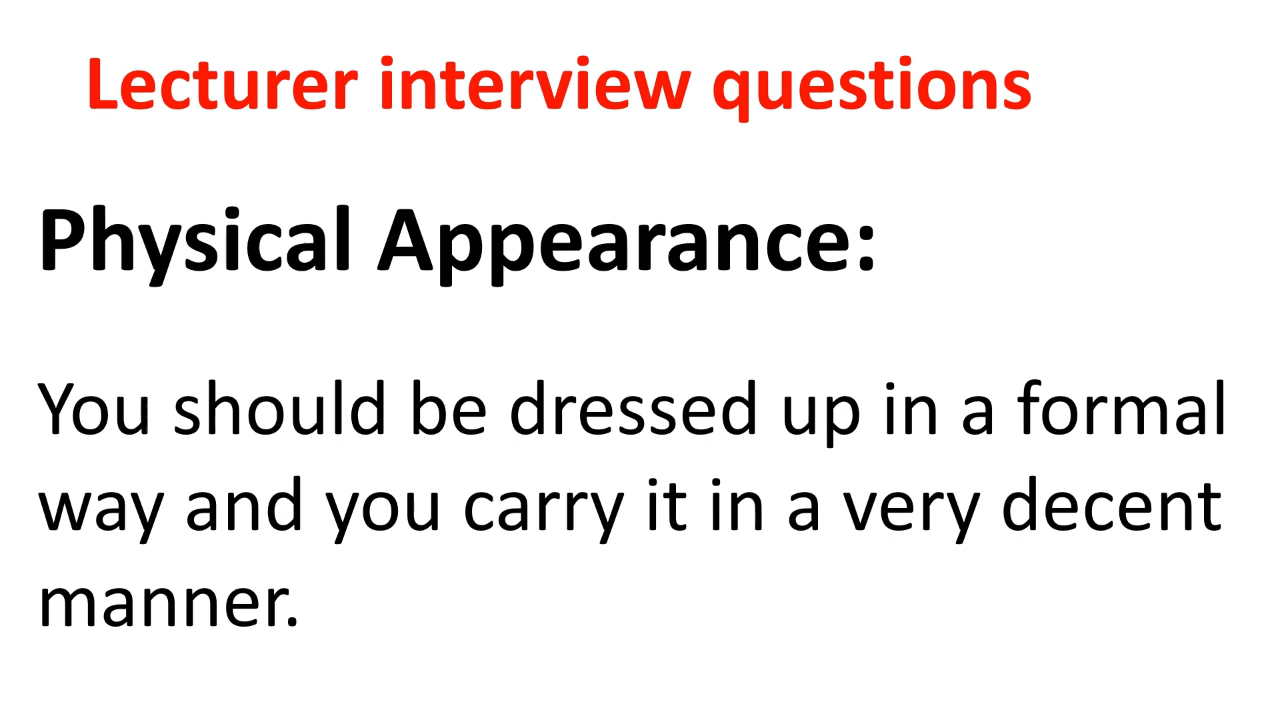 Lecturer interview questions
Physical Appearance:
You should be dressed up in a formal
way and you carry it in a very decent
manner.